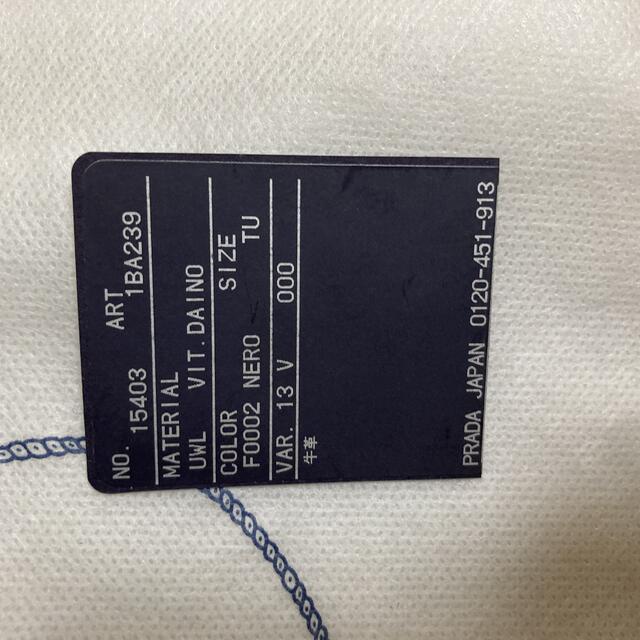 NO. ART
15403 1BA239
MATERIAL
UWL VIT.DAINO
COLOR SIZE
F0002 NERO TU
VAR. 13 V 000
牛革
PRADA JAPAN 0120-451-913